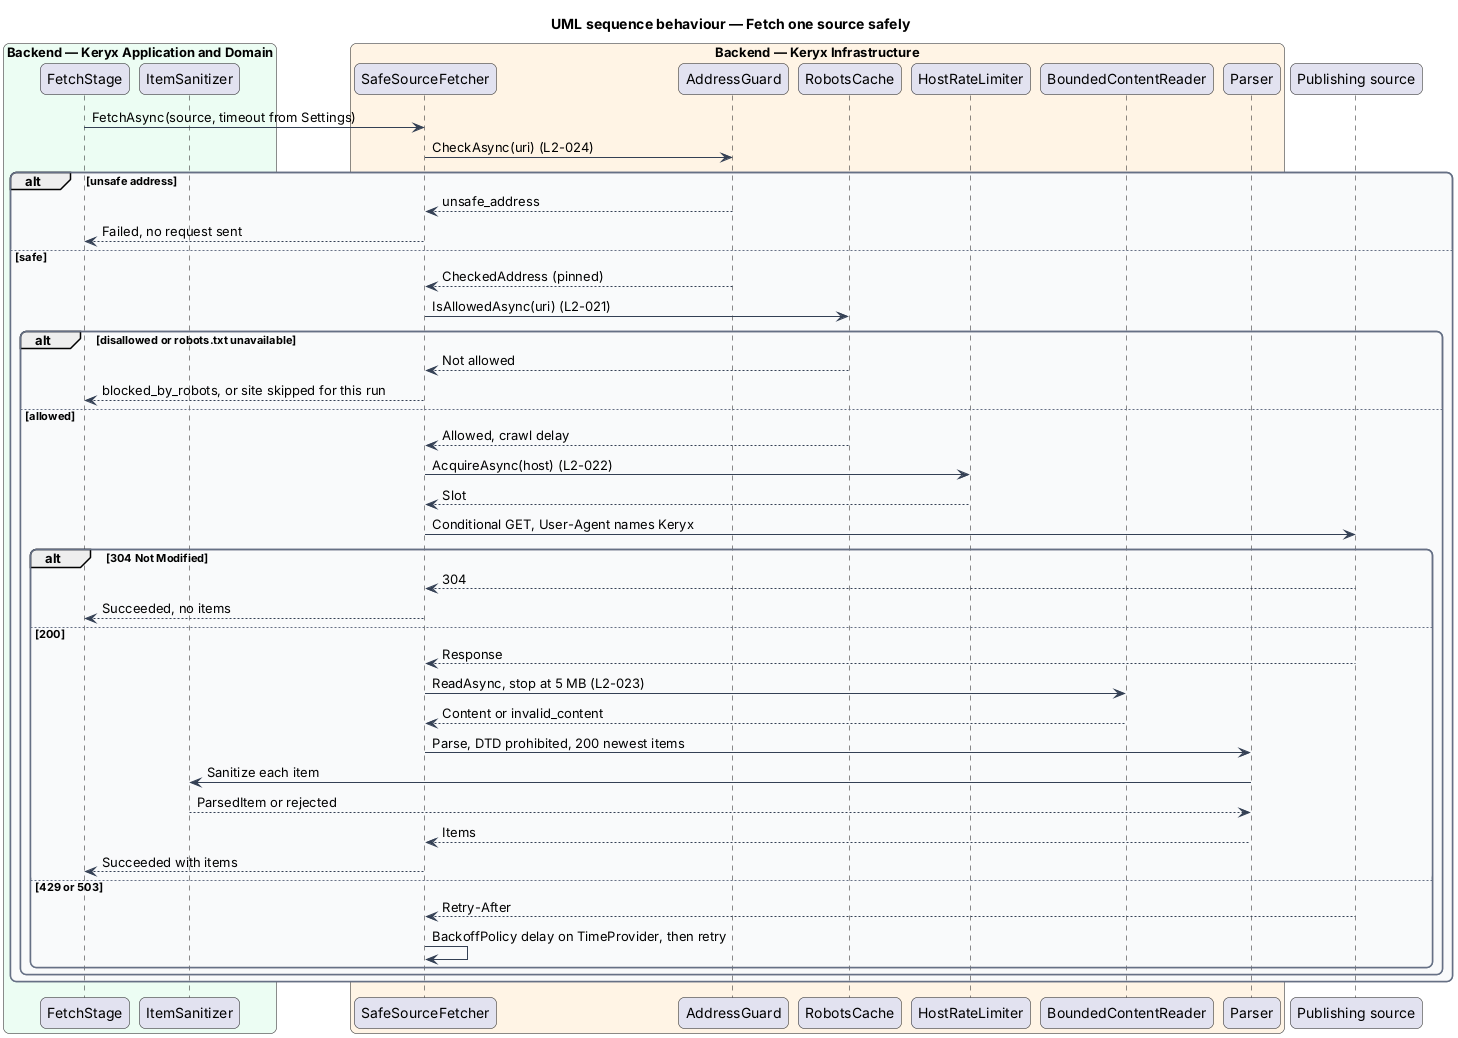 UML sequence behaviour — Fetch one source safely
Backend — Keryx Application and Domain
Backend — Keryx Infrastructure
FetchStage
ItemSanitizer
SafeSourceFetcher
AddressGuard
RobotsCache
HostRateLimiter
BoundedContentReader
Parser
Publishing source
FetchAsync(source, timeout from Settings)
CheckAsync(uri) (L2-024)
alt
[unsafe address]
unsafe_address
Failed, no request sent
[safe]
CheckedAddress (pinned)
IsAllowedAsync(uri) (L2-021)
alt
[disallowed or robots.txt unavailable]
Not allowed
blocked_by_robots, or site skipped for this run
[allowed]
Allowed, crawl delay
AcquireAsync(host) (L2-022)
Slot
Conditional GET, User-Agent names Keryx
alt
[304 Not Modified]
304
Succeeded, no items
[200]
Response
ReadAsync, stop at 5 MB (L2-023)
Content or invalid_content
Parse, DTD prohibited, 200 newest items
Sanitize each item
ParsedItem or rejected
Items
Succeeded with items
[429 or 503]
Retry-After
BackoffPolicy delay on TimeProvider, then retry
FetchStage
ItemSanitizer
SafeSourceFetcher
AddressGuard
RobotsCache
HostRateLimiter
BoundedContentReader
Parser
Publishing source